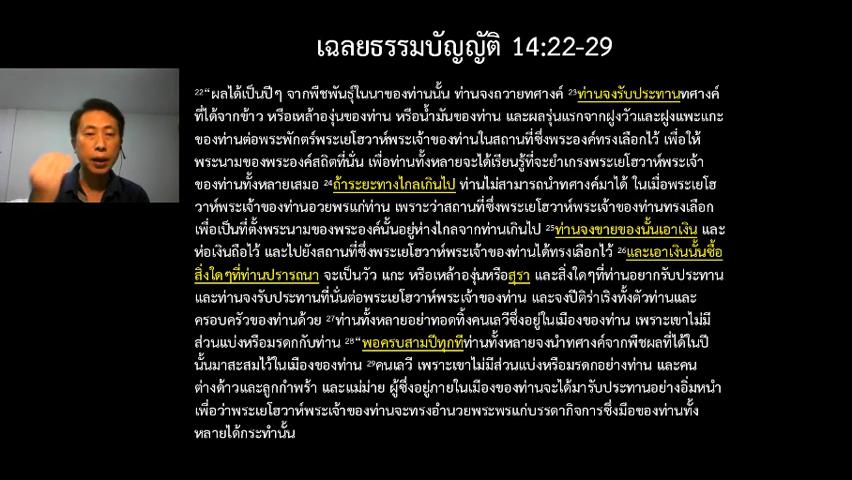 เฉลยธรรมบัญญัติ 14:22-29
22“ผลได้เป็นปีๆ จากพืชพันธุ์ในนาของท่านนั้น ท่านจงถวายทศางค์ 23ท่านจงรับประทานทศางค์
ที่ได้จากข้าว หรือเหล้าองุ่นของท่าน หรือน้ำมันของท่าน และผลรุ่นแรกจากฝูงวัวและฝูงแพะแกะ
ของท่านต่อพระพักตร์พระเยโฮวาห์พระเจ้าของท่านในสถานที่ซึ่งพระองค์ทรงเลือกไว้ เพื่อให้
พระนามของพระองค์สถิตที่นั่น เพื่อท่านทั้งหลายจะได้เรียนรู้ที่จะยำเกรงพระเยโฮวาห์พระเจ้า
ของท่านทั้งหลายเสมอ 24ถ้าระยะทางไกลเกินไป ท่านไม่สามารถนำทศางค์มาได้ ในเมื่อพระเยโฮ
วาห์พระเจ้าของท่านอวยพรแก่ท่าน เพราะว่าสถานที่ซึ่งพระเยโฮวาห์พระเจ้าของท่านทรงเลือก
เพื่อเป็นที่ตั้งพระนามของพระองค์นั้นอยู่ห่างไกลจากท่านเกินไป 25ท่านจงขายของนั้นเอาเงิน และ
ห่อเงินถือไว้ และไปยังสถานที่ซึ่งพระเยโฮวาห์พระเจ้าของท่านได้ทรงเลือกไว้ 26และเอาเงินนั้นซื้อ
สิ่งใดๆที่ท่านปรารถนา จะเป็นวัว แกะ หรือเหล้าองุ่นหรือสุรา และสิ่งใดๆที่ท่านอยากรับประทาน
และท่านจงรับประทานที่นั่นต่อพระเยโฮวาห์พระเจ้าของท่าน และจงปีติร่าเริงทั้งตัวท่านและ
ครอบครัวของท่านด้วย 27ท่านทั้งหลายอย่าทอดทิ้งคนเลวีซึ่งอยู่ในเมืองของท่าน เพราะเขาไม่มี
ส่วนแบ่งหรือมรดกกับท่าน 28“พอครบสามปีทุกทีท่านทั้งหลายจงนำทศางค์จากพืชผลที่ได้ในปี
นั้นมาสะสมไว้ในเมืองของท่าน 29คนเลวี เพราะเขาไม่มีส่วนแบ่งหรือมรดกอย่างท่าน และคน
ต่างด้าวและลูกกำพร้า และแม่ม่าย ผู้ซึ่งอยู่ภายในเมืองของท่านจะได้มารับประทานอย่างอิ่มหนำ
เพื่อว่าพระเยโฮวาห์พระเจ้าของท่านจะทรงอำนวยพระพรแก่บรรดากิจการซึ่งมือของท่านทั้ง
หลายได้กระทำนั้น